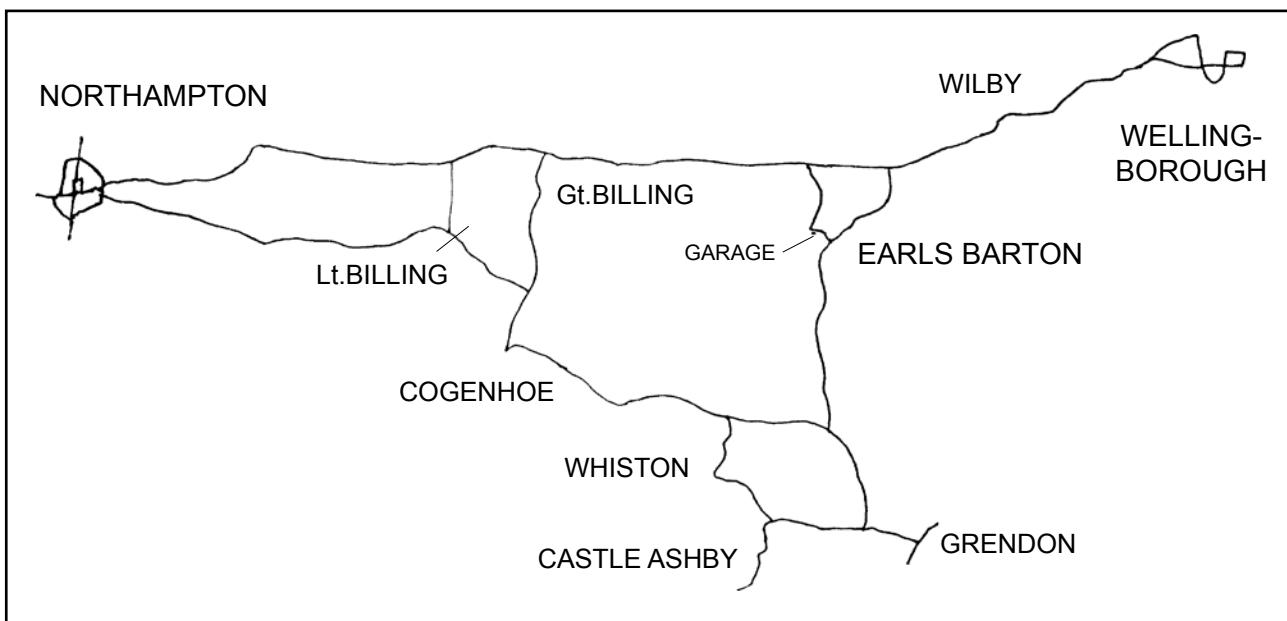 WILBY
NORTHAMPTON
WELLING-
BOROUGH
Gt.BILLING
GARAGE
EARLS BARTON
Lt.BILLING
COGENHOE
WHISTON
CASTLE ASHBY
GRENDON